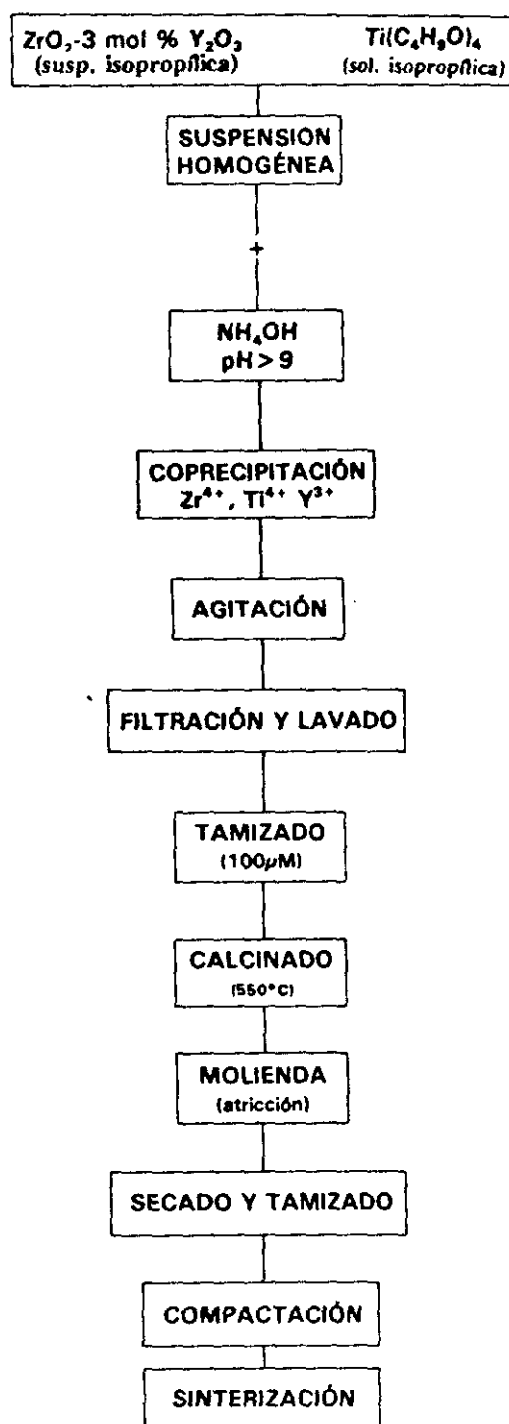 ZrO₂-3 mol % Y₂O₃ Ti(C₄H₉O)₄
(susp. isopropílica) (sol. isopropílica)
SUSPENSION
HOMOGÉNEA
+
NH₄OH
pH > 9
COPRECIPITACIÓN
Zr⁴⁺, Ti⁴⁺ Y³⁺
AGITACIÓN
FILTRACIÓN Y LAVADO
TAMIZADO
(100μM)
CALCINADO
(550°C)
MOLIENDA
(atricción)
SECADO Y TAMIZADO
COMPACTACIÓN
SINTERIZACIÓN